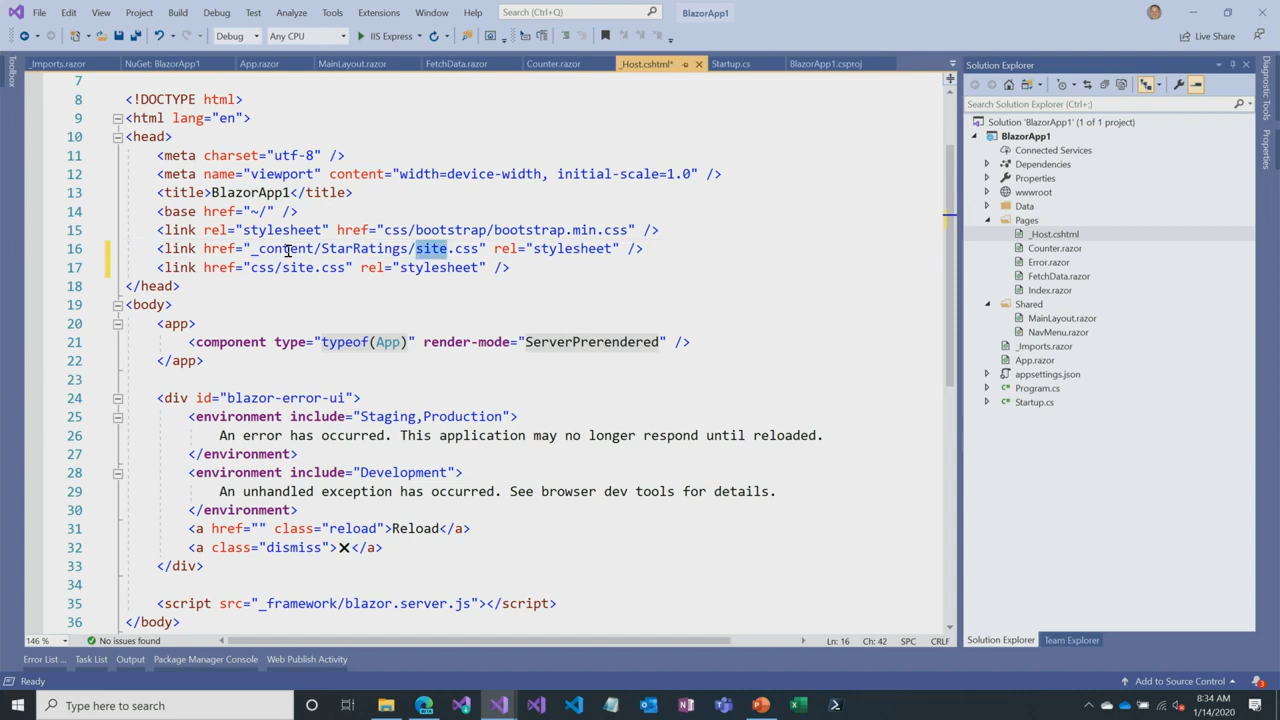 File Edit View Project Build Debug Test Analyze Tools Extensions Window Help Search (Ctrl+Q) BlazorApp1
Debug Any CPU IIS Express Live Share
_Imports.razor NuGet: BlazorApp1 App.razor MainLayout.razor FetchData.razor Counter.razor _Host.cshtml* Startup.cs BlazorApp1.csproj
Toolbox
7
8 <!DOCTYPE html>
9 <html lang="en">
10 <head>
11 <meta charset="utf-8" />
12 <meta name="viewport" content="width=device-width, initial-scale=1.0" />
13 <title>BlazorApp1</title>
14 <base href="~/" />
15 <link rel="stylesheet" href="css/bootstrap/bootstrap.min.css" />
16 <link href="_content/StarRatings/site.css" rel="stylesheet" />
17 <link href="css/site.css" rel="stylesheet" />
18 </head>
19 <body>
20 <app>
21 <component type="typeof(App)" render-mode="ServerPrerendered" />
22 </app>
23
24 <div id="blazor-error-ui">
25 <environment include="Staging,Production">
26 An error has occurred. This application may no longer respond until reloaded.
27 </environment>
28 <environment include="Development">
29 An unhandled exception has occurred. See browser dev tools for details.
30 </environment>
31 <a href="" class="reload">Reload</a>
32 <a class="dismiss">🗙</a>
33 </div>
34
35 <script src="_framework/blazor.server.js"></script>
36 </body>
146 % No issues found Ln: 16 Ch: 42 SPC CRLF
Solution Explorer
Search Solution Explorer (Ctrl+;)
Solution 'BlazorApp1' (1 of 1 project)
BlazorApp1
Connected Services
Dependencies
Properties
wwwroot
Data
Pages
_Host.cshtml
Counter.razor
Error.razor
FetchData.razor
Index.razor
Shared
MainLayout.razor
NavMenu.razor
_Imports.razor
App.razor
appsettings.json
Program.cs
Startup.cs
Solution Explorer Team Explorer
Diagnostic Tools
Properties
Error List ... Task List Output Package Manager Console Web Publish Activity
Ready Add to Source Control 3
Type here to search 8:34 AM
1/14/2020